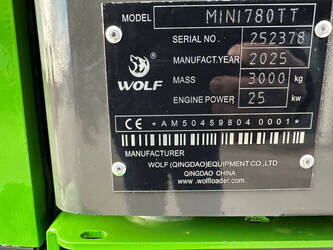 MODEL MINI780TT
SERIAL NO. 252378
MANUFACT.YEAR 2025
MASS 3000 kg
ENGINE POWER 25 kw
WOLF
CE * AM50459804 0001 *
MANUFACTURER
WOLF (QINGDAO)EQUIPMENT CO.,LTD
QINGDAO CHINA
www.wolfloader.com